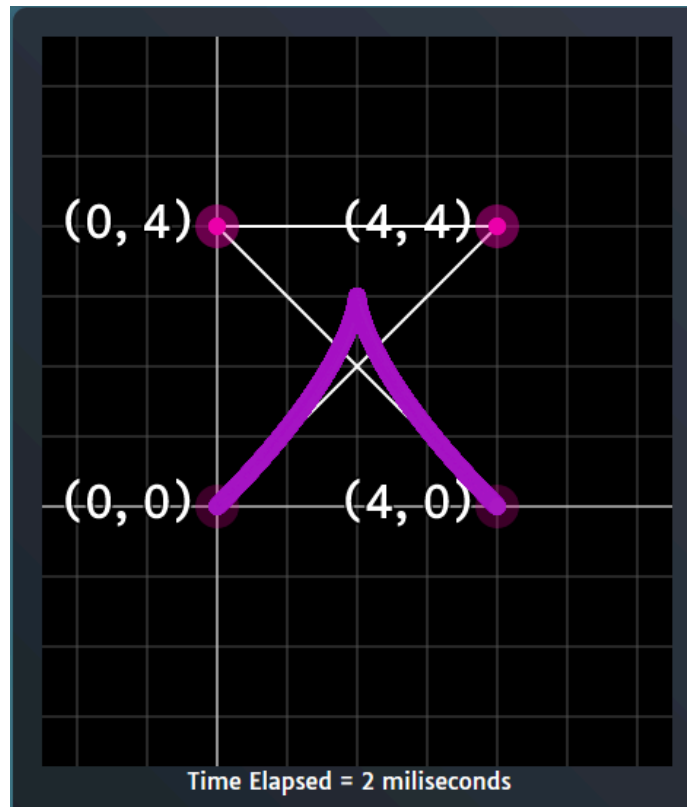 (0, 4) (4, 4)
(0, 0) (4, 0)
Time Elapsed = 2 miliseconds